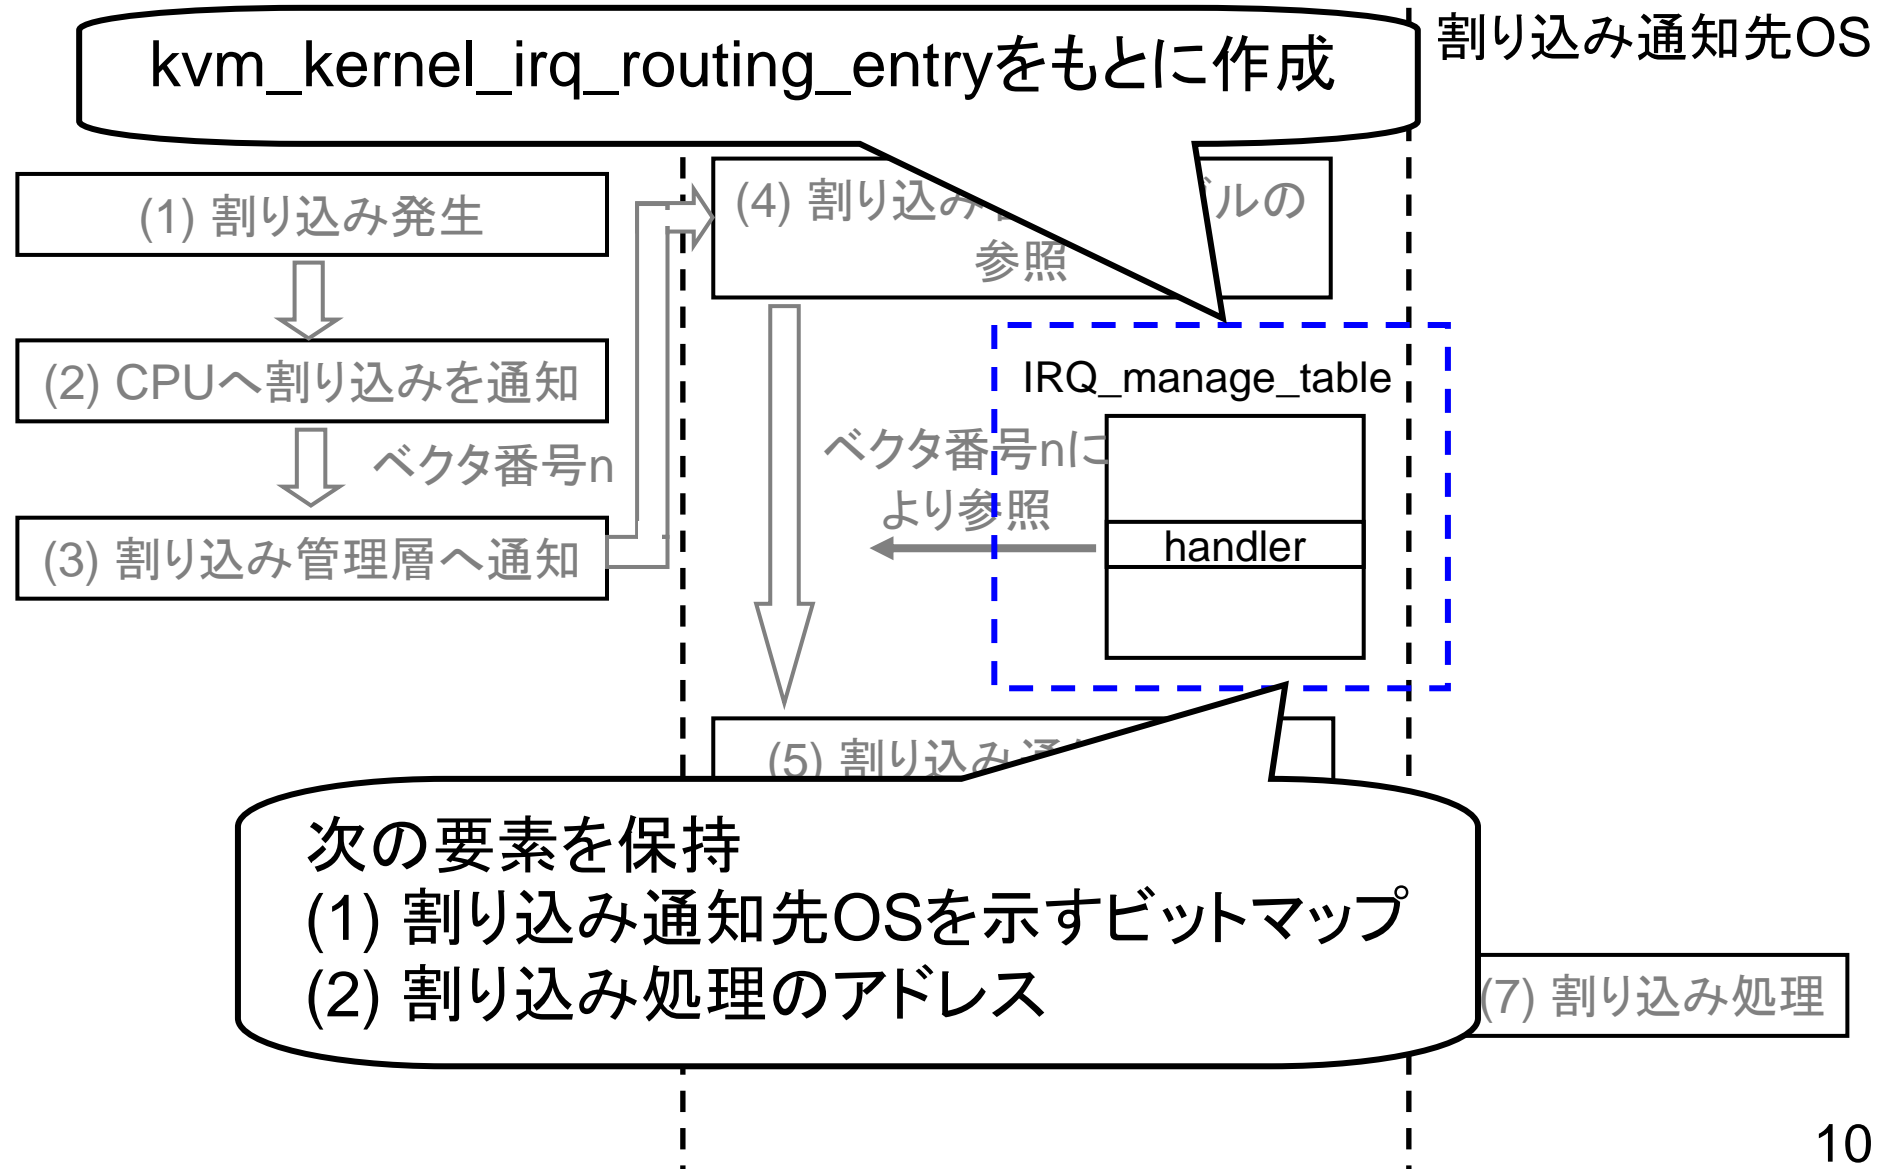 割り込み通知先OS
kvm_kernel_irq_routing_entryをもとに作成
(1) 割り込み発生
(4) 割り込み
ルの
参照
(2) CPUへ割り込みを通知
IRQ_manage_table
ベクタ番号n
ベクタ番号nに
より参照
(3) 割り込み管理層へ通知
handler
(5) 割り込み通
次の要素を保持
(1) 割り込み通知先OSを示すビットマップ
(2) 割り込み処理のアドレス
(7) 割り込み処理
10